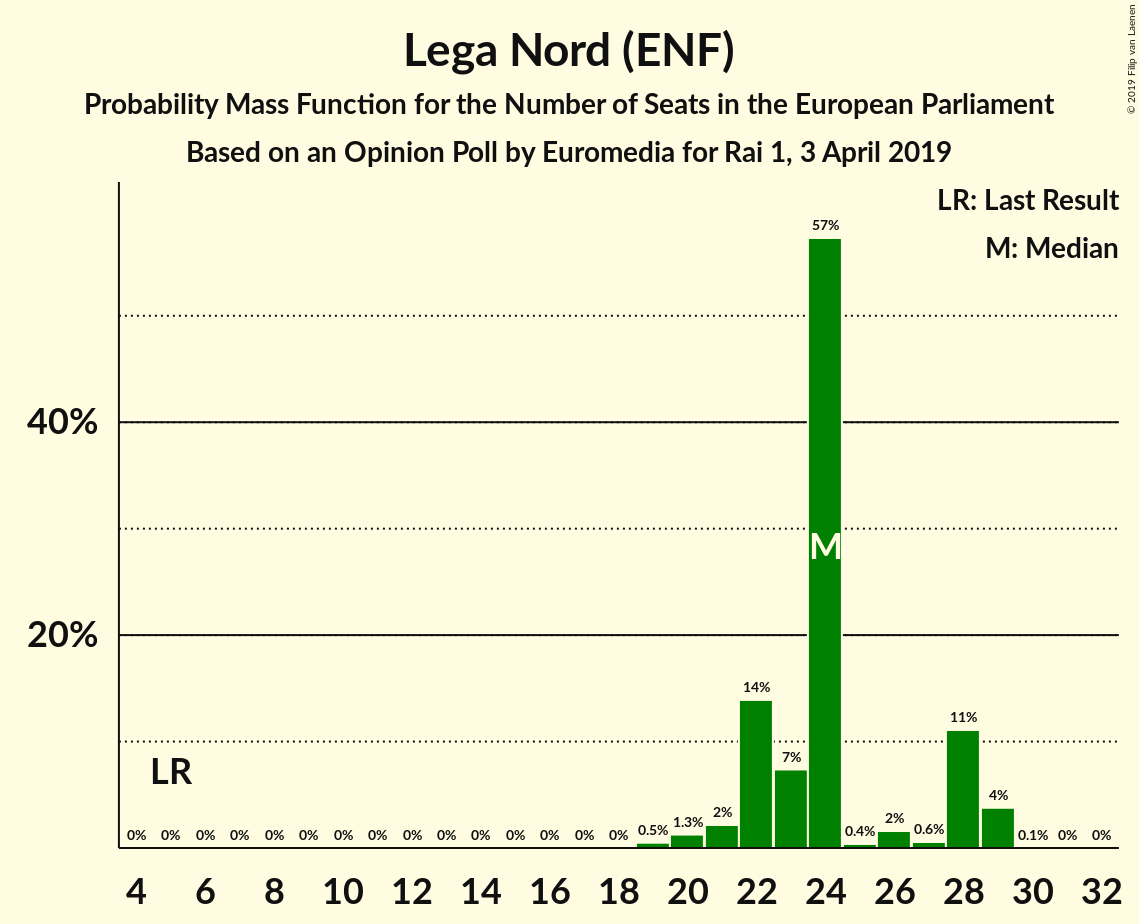 © 2019 Filip van Laenen
Lega Nord (ENF)
Probability Mass Function for the Number of Seats in the European Parliament
Based on an Opinion Poll by Euromedia for Rai 1, 3 April 2019
LR: Last Result
M: Median
57%
40%
M
20%
14%
11%
7%
LR
4%
0% 0% 0% 0% 0% 0% 0% 0% 0% 0% 0% 0% 0% 0% 0% 0.5% 1.3% 2% 0.4% 2% 0.6% 0.1% 0% 0%
4 6 8 10 12 14 16 18 20 22 24 26 28 30 32